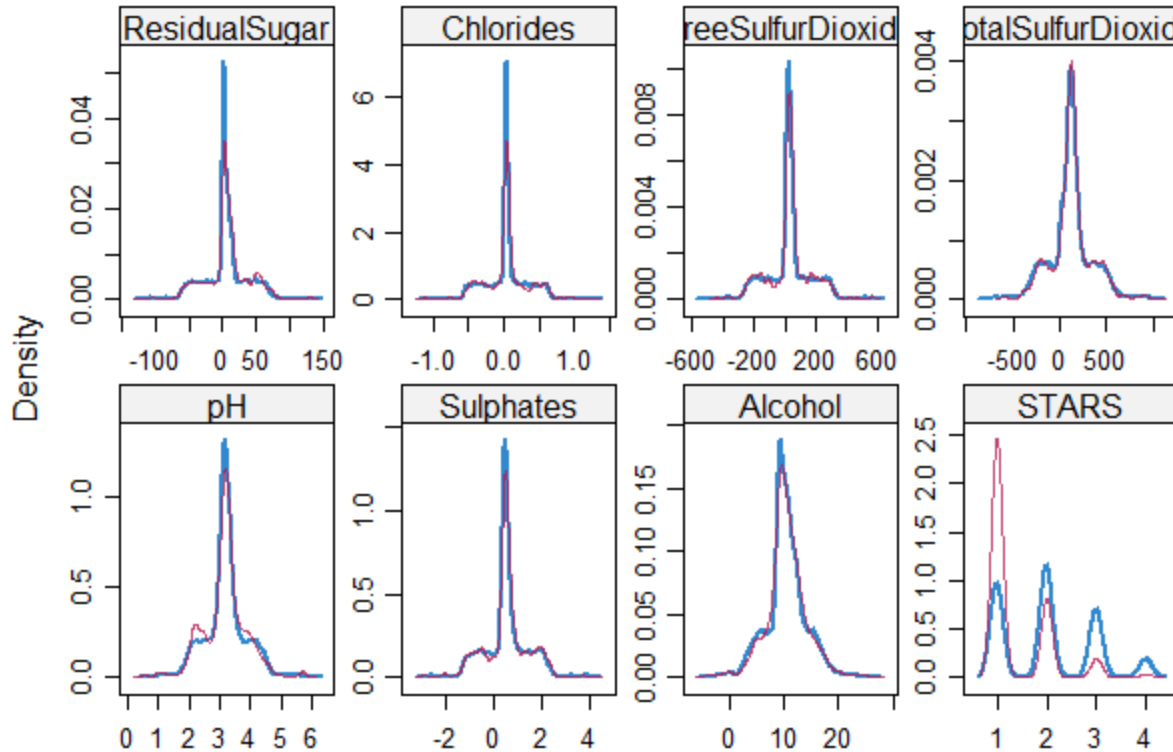 ResidualSugar Chlorides reeSulfurDioxid otalSulfurDioxid
0.00 0.02 0.04
0 2 4 6
0.000 0.004 0.008
0.000 0.002 0.004
-100 0 50 150
-1.0 0.0 1.0
-600 -200 200 600
-500 0 500
Density
pH Sulphates Alcohol STARS
0.0 0.5 1.0
0.0 0.5 1.0
0.00 0.05 0.10 0.15
0.0 0.5 1.0 1.5 2.0 2.5
0 1 2 3 4 5 6
-2 0 2 4
0 10 20
1 2 3 4